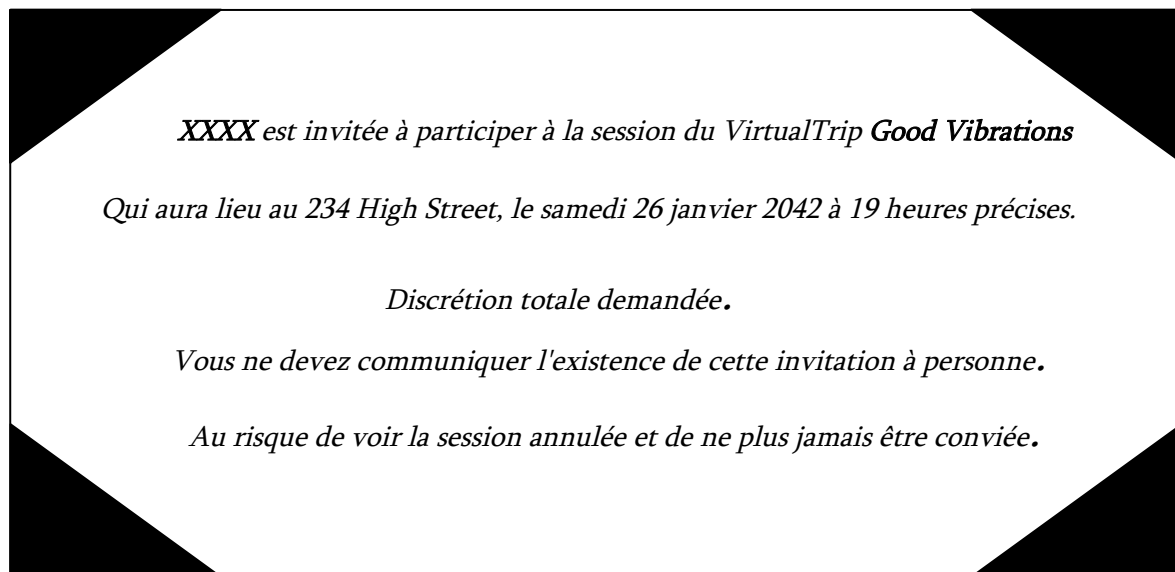 XXXX est invitée à participer à la session du VirtualTrip Good Vibrations
Qui aura lieu au 234 High Street, le samedi 26 janvier 2042 à 19 heures précises.
Discrétion totale demandée.
Vous ne devez communiquer l'existence de cette invitation à personne.
Au risque de voir la session annulée et de ne plus jamais être conviée.